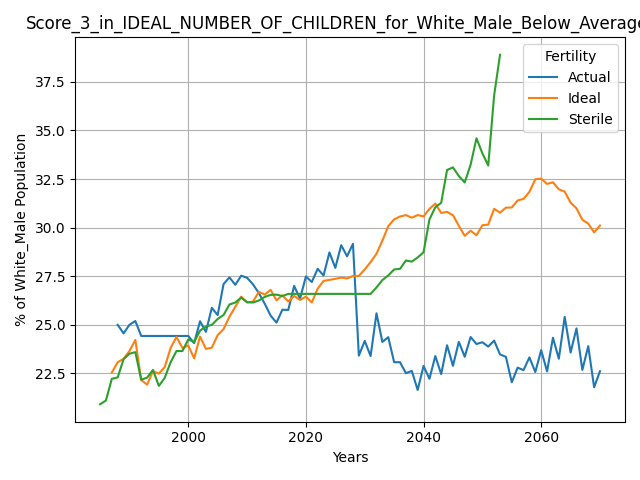 Score_3_in_IDEAL_NUMBER_OF_CHILDREN_for_White_Male_Below_Average
Fertility
Actual
Ideal
Sterile
% of White_Male Population
37.5
35.0
32.5
30.0
27.5
25.0
22.5
2000
2020
2040
2060
Years